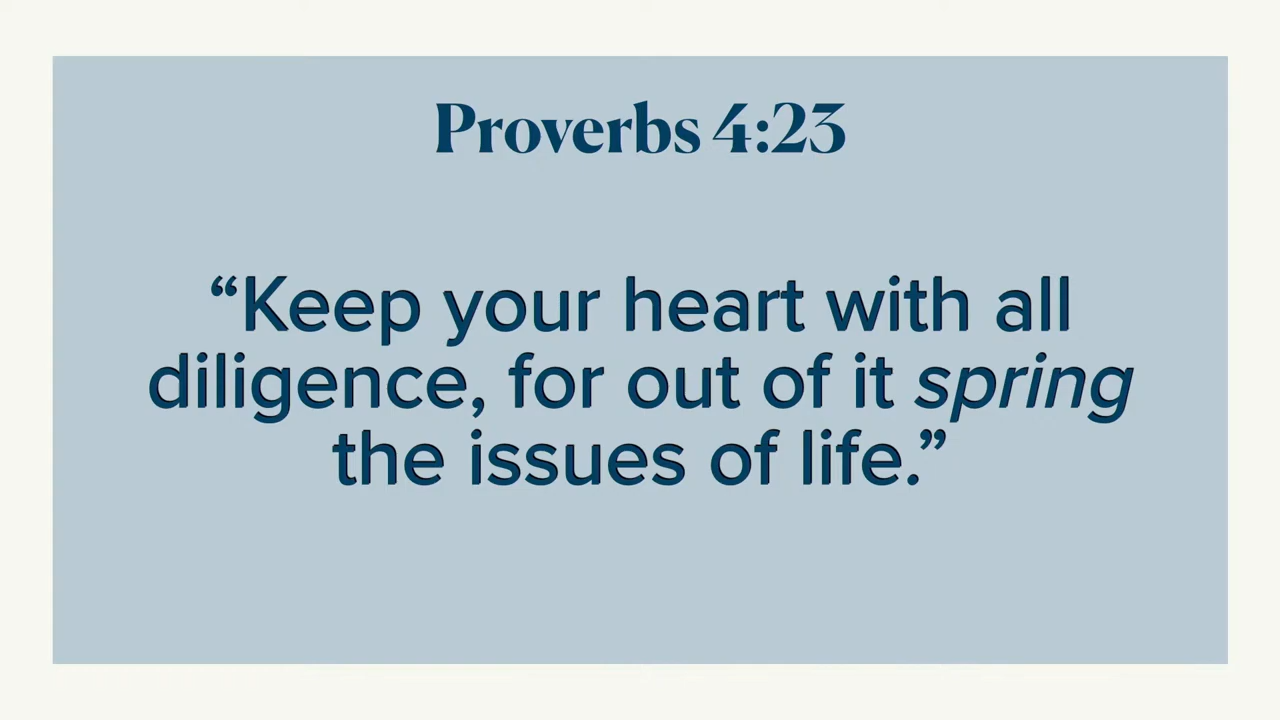 Proverbs 4:23
“Keep your heart with all
diligence, for out of it spring
the issues of life.”